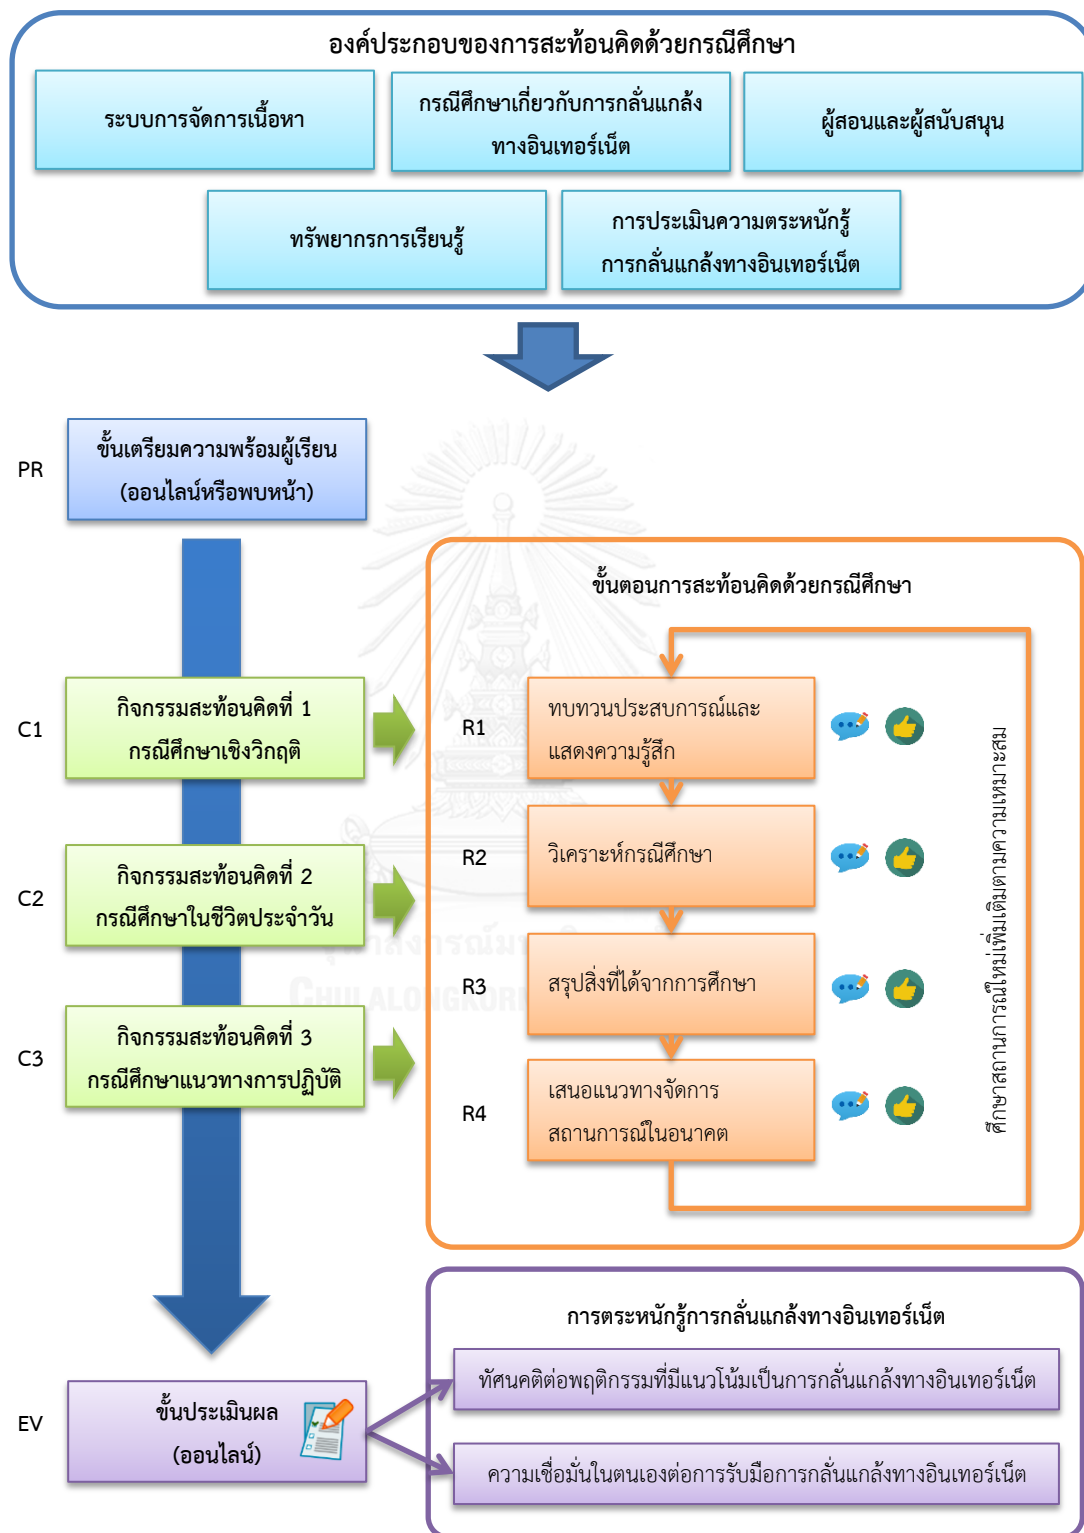 องค์ประกอบของการสะท้อนคิดด้วยกรณีศึกษา
ระบบการจัดการเนื้อหา
กรณีศึกษาเกี่ยวกับการกลั่นแกล้ง
ทางอินเทอร์เน็ต
ผู้สอนและผู้สนับสนุน
ทรัพยากรการเรียนรู้
การประเมินความตระหนักรู้
การกลั่นแกล้งทางอินเทอร์เน็ต
PR
ขั้นเตรียมความพร้อมผู้เรียน
(ออนไลน์หรือพบหน้า)
C1
กิจกรรมสะท้อนคิดที่ 1
กรณีศึกษาเชิงวิกฤติ
C2
กิจกรรมสะท้อนคิดที่ 2
กรณีศึกษาในชีวิตประจำวัน
C3
กิจกรรมสะท้อนคิดที่ 3
กรณีศึกษาแนวทางการปฏิบัติ
ขั้นตอนการสะท้อนคิดด้วยกรณีศึกษา
R1
ทบทวนประสบการณ์และ
แสดงความรู้สึก
R2
วิเคราะห์กรณีศึกษา
R3
สรุปสิ่งที่ได้จากการศึกษา
R4
เสนอแนวทางจัดการ
สถานการณ์ในอนาคต
ศึกษาสถานการณ์ใหม่เพิ่มเติมตามความเหมาะสม
CHULALONGKORN
EV
ขั้นประเมินผล
(ออนไลน์)
การตระหนักรู้การกลั่นแกล้งทางอินเทอร์เน็ต
ทัศนคติต่อพฤติกรรมที่มีแนวโน้มเป็นการกลั่นแกล้งทางอินเทอร์เน็ต
ความเชื่อมั่นในตนเองต่อการรับมือการกลั่นแกล้งทางอินเทอร์เน็ต